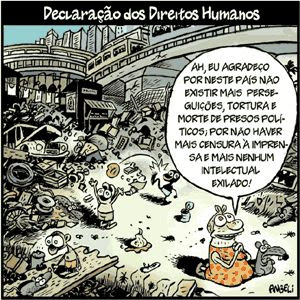 Declaração dos Direitos Humanos
AH, EU AGRADEÇO
POR NESTE PAÍS NÃO
EXISTIR MAIS PERSE-
GUIÇÕES, TORTURA E
MORTE DE PRESOS POLÍ-
TICOS; POR NÃO HAVER
MAIS CENSURA À IMPREN-
SA E MAIS NENHUM
INTELECTUAL
EXILADO!
ANGELI